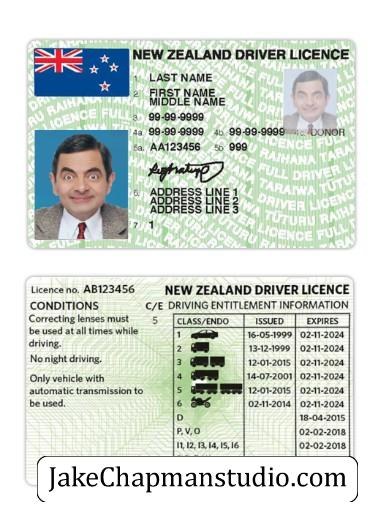 NEW ZEALAND DRIVER LICENCE
1. LAST NAME
2. FIRST NAME
MIDDLE NAME
3. 99-99-9999
4a 99-99-9999 4b 99-99-9999 4c DONOR
5a. AA123456 5b 999
6. ADDRESS LINE 1
ADDRESS LINE 2
ADDRESS LINE 3
7. 1
Licence no. AB123456
NEW ZEALAND DRIVER LICENCE
CONDITIONS
C/E DRIVING ENTITLEMENT INFORMATION
Correcting lenses must
be used at all times while
driving.
No night driving.
Only vehicle with
automatic transmission to
be used.
5
CLASS/ENDO ISSUED EXPIRES
1 16-05-1999 02-11-2024
2 13-12-1999 02-11-2024
3 12-01-2015 02-11-2024
4 14-07-2001 02-11-2024
5 12-01-2015 02-11-2024
6 02-11-2014 02-11-2024
D 18-04-2015
P, V, O 02-02-2018
I1, I2, I3, I4, I5, I6 02-02-2018
JakeChapmanstudio.com